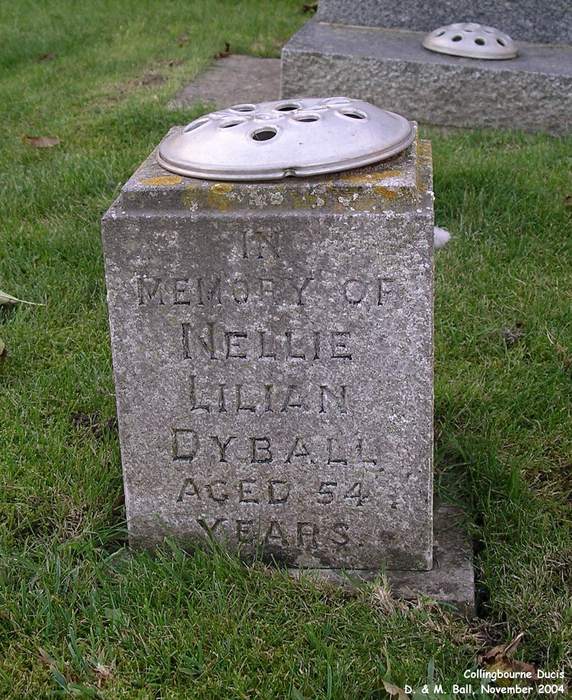 IN
MEMORY OF
NELLIE
LILIAN
DYBALL
AGED 54
YEARS.
Collingbourne Ducis
D. & M. Ball, November 2004